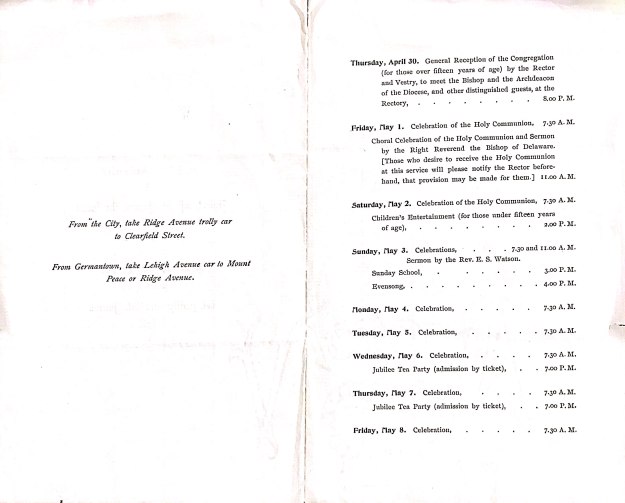 From the City, take Ridge Avenue trolly car
to Clearfield Street.
From Germantown, take Lehigh Avenue car to Mount
Peace or Ridge Avenue.
Thursday, April 30. General Reception of the Congregation
(for those over fifteen years of age) by the Rector
and Vestry, to meet the Bishop and the Archdeacon
of the Diocese, and other distinguished guests, at the
Rectory, . . . . . . . . 8.00 P. M.
Friday, May 1. Celebration of the Holy Communion, 7.30 A. M.
Choral Celebration of the Holy Communion and Sermon
by the Right Reverend the Bishop of Delaware.
[Those who desire to receive the Holy Communion
at this service will please notify the Rector before-
hand, that provision may be made for them.] 11.00 A. M.
Saturday, May 2. Celebration of the Holy Communion, 7.30 A. M.
Children's Entertainment (for those under fifteen years
of age), . . . . . . . . 2.00 P. M.
Sunday, May 3. Celebrations, . . . 7.30 and 11.00 A. M.
Sermon by the Rev. E. S. Watson.
Sunday School, . . . . . . . 3.00 P. M.
Evensong, . . . . . . . . 4.00 P. M.
Monday, May 4. Celebration, . . . . . 7.30 A. M.
Tuesday, May 5. Celebration, . . . . . 7.30 A. M.
Wednesday, May 6. Celebration, . . . . 7.30 A. M.
Jubilee Tea Party (admission by ticket), . . 7.00 P. M.
Thursday, May 7. Celebration, . . . . 7.30 A. M.
Jubilee Tea Party (admission by ticket), . . 7.00 P. M.
Friday, May 8. Celebration, . . . . . 7.30 A. M.